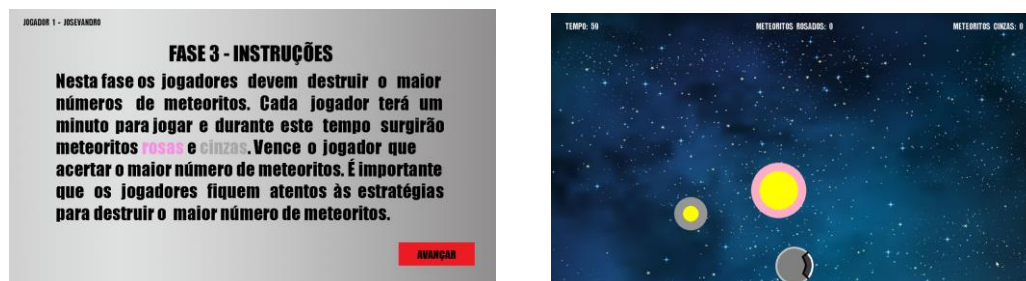 JOGADOR 1 - JOSEVANDRO
FASE 3 - INSTRUÇÕES
Nesta fase os jogadores devem destruir o maior
números de meteoritos. Cada jogador terá um
minuto para jogar e durante este tempo surgirão
meteoritos rosas e cinzas. Vence o jogador que
acertar o maior número de meteoritos. É importante
que os jogadores fiquem atentos às estratégias
para destruir o maior número de meteoritos.
AVANÇAR
TEMPO: 59
METEORITOS ROSADOS: 0
METEORITOS CINZAS: 0